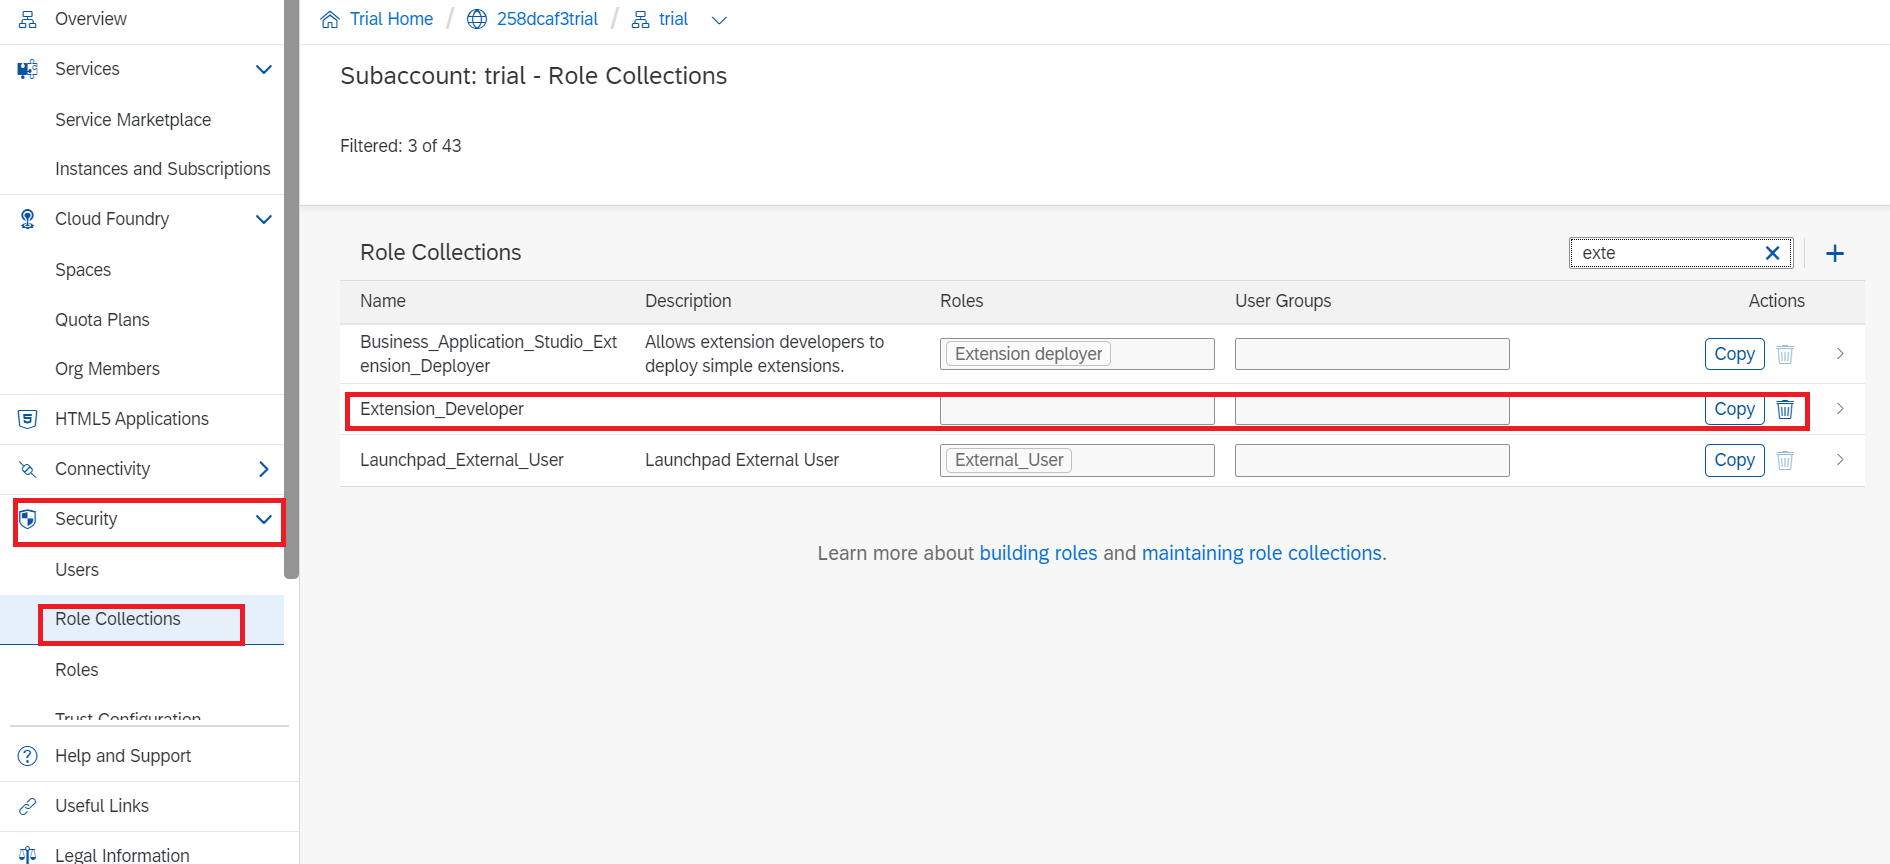 Overview
Services
Service Marketplace
Instances and Subscriptions
Cloud Foundry
Spaces
Quota Plans
Org Members
HTML5 Applications
Connectivity
Security
Users
Role Collections
Roles
Trust Configuration
Help and Support
Useful Links
Legal Information
Trial Home / 258dcaf3trial / trial
Subaccount: trial - Role Collections
Filtered: 3 of 43
Role Collections
exte
Name Description Roles User Groups Actions
Business_Application_Studio_Ext
ension_Deployer
Allows extension developers to
deploy simple extensions.
Extension deployer
Copy
Extension_Developer
Copy
Launchpad_External_User
Launchpad External User
External_User
Copy
Learn more about building roles and maintaining role collections.